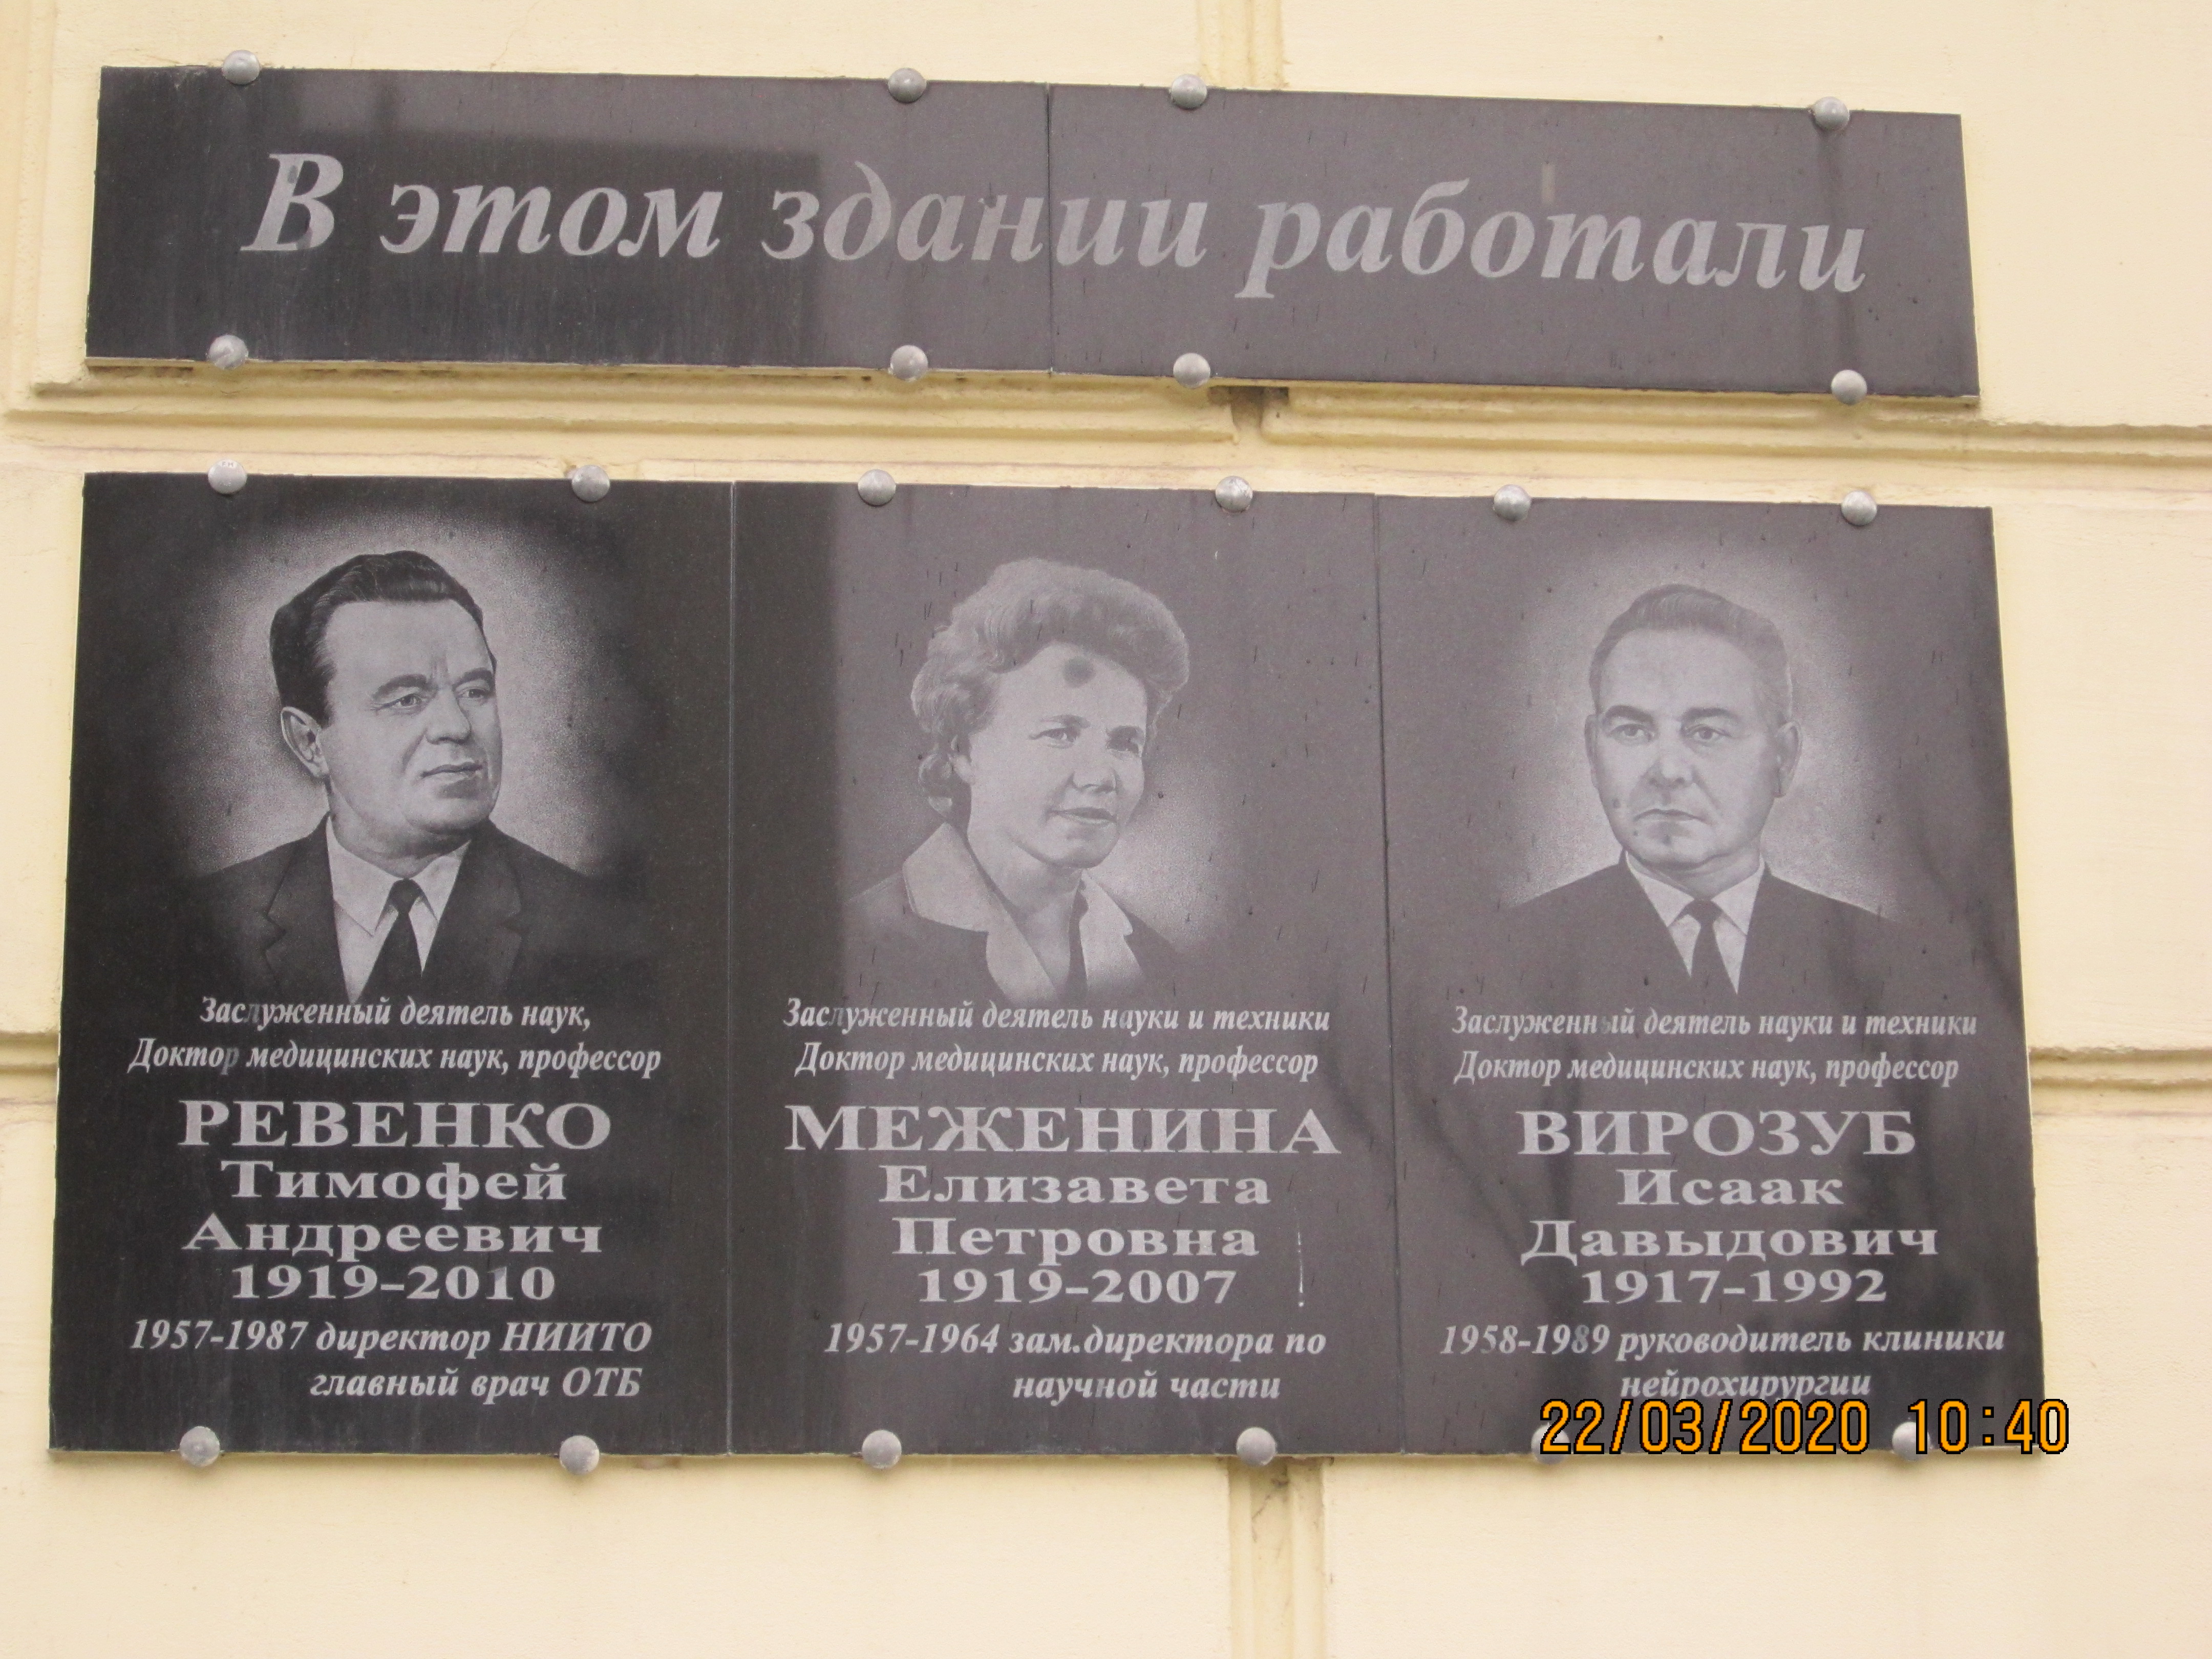 В этом здании работали
Заслуженный деятель наук,
Доктор медицинских наук, профессор
РЕВЕНКО
Тимофей
Андреевич
1919-2010
1957-1987 директор НИИТО
главный врач ОТБ
Заслуженный деятель науки и техники
Доктор медицинских наук, профессор
МЕЖЕНИНА
Елизавета
Петровна
1919-2007
1957-1964 зам.директора по
научной части
Заслуженный деятель науки и техники
Доктор медицинских наук, профессор
ВИРОЗУБ
Исаак
Давыдович
1917-1992
1958-1989 руководитель клиники
нейрохирургии
22/03/2020 10:40